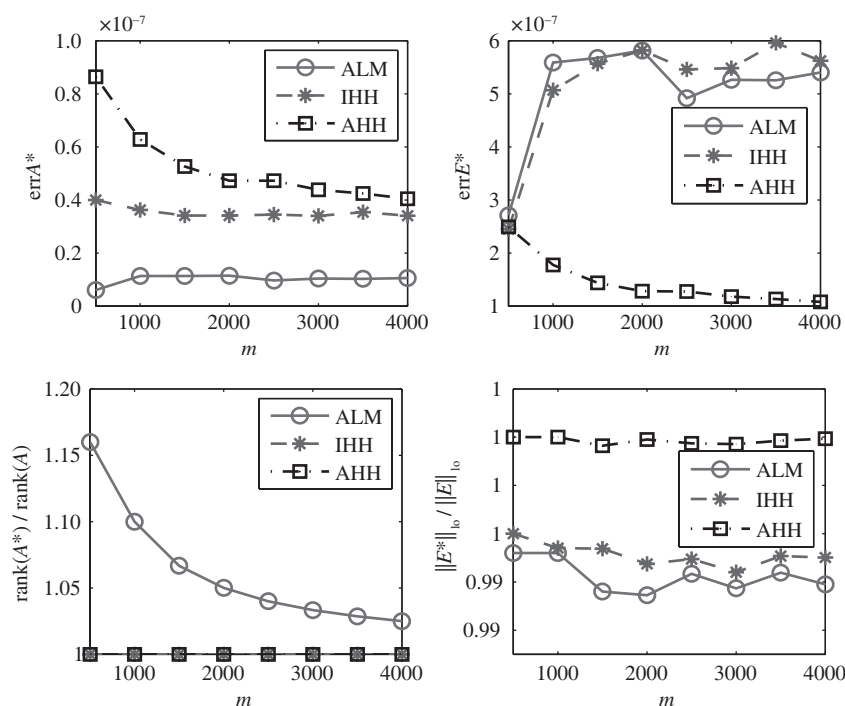 ×10⁻⁷
1.0
0.8
0.6
0.4
0.2
0
errA*
ALM
IHH
AHH
1000 2000 3000 4000
m
×10⁻⁷
6
5
4
3
2
1
errE*
ALM
IHH
AHH
1000 2000 3000 4000
m
1.20
1.15
1.10
1.05
1
rank(A*) / rank(A)
ALM
IHH
AHH
1000 2000 3000 4000
m
1
1
1
1
0.99
0.99
||E*||lo / ||E||lo
ALM
IHH
AHH
1000 2000 3000 4000
m